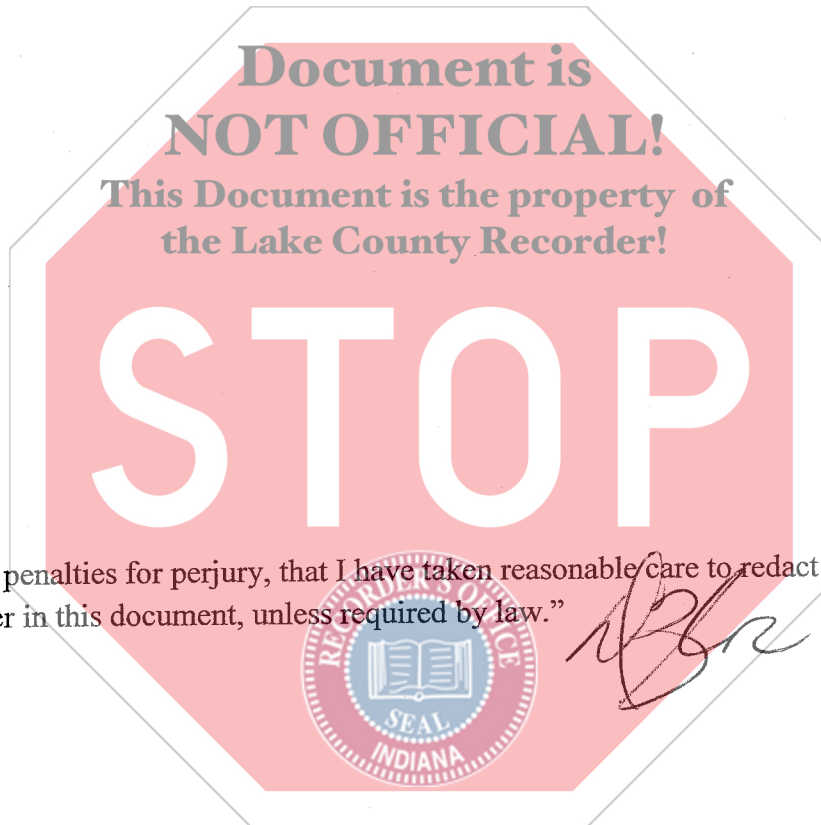 Document is
NOT OFFICIAL!
This Document is the property of
the Lake County Recorder!
STOP
penalties for perjury, that I have taken reasonable care to redact
er in this document, unless required by law.”
RECORDER'S OFFICE
SEAL
INDIANA